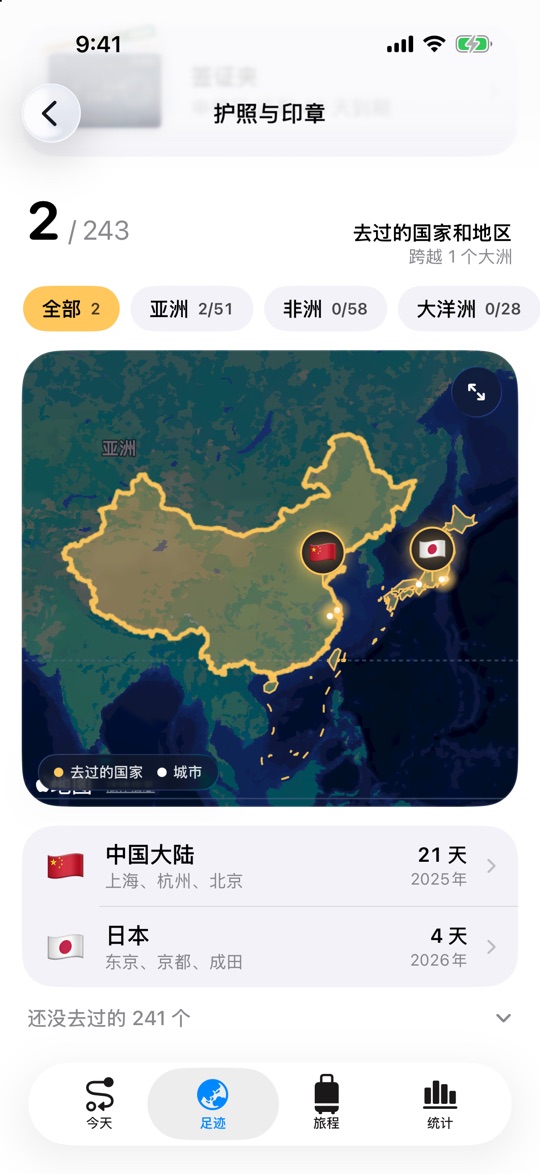 9:41
签证夹
护照与印章
2 / 243
去过的国家和地区
跨越 1 个大洲
全部 2
亚洲 2/51
非洲 0/58
大洋洲 0/28
亚洲
去过的国家 城市
中国大陆
21 天
上海、杭州、北京
2025年
日本
4 天
东京、京都、成田
2026年
还没去过的 241 个
今天
足迹
旅程
统计